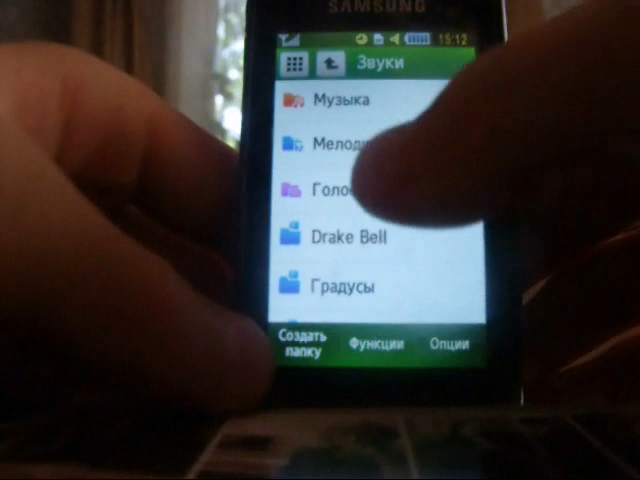 SAMSUNG
15:12
Звуки
Музыка
Drake Bell
Градусы
Создать папку
Функции
Опции